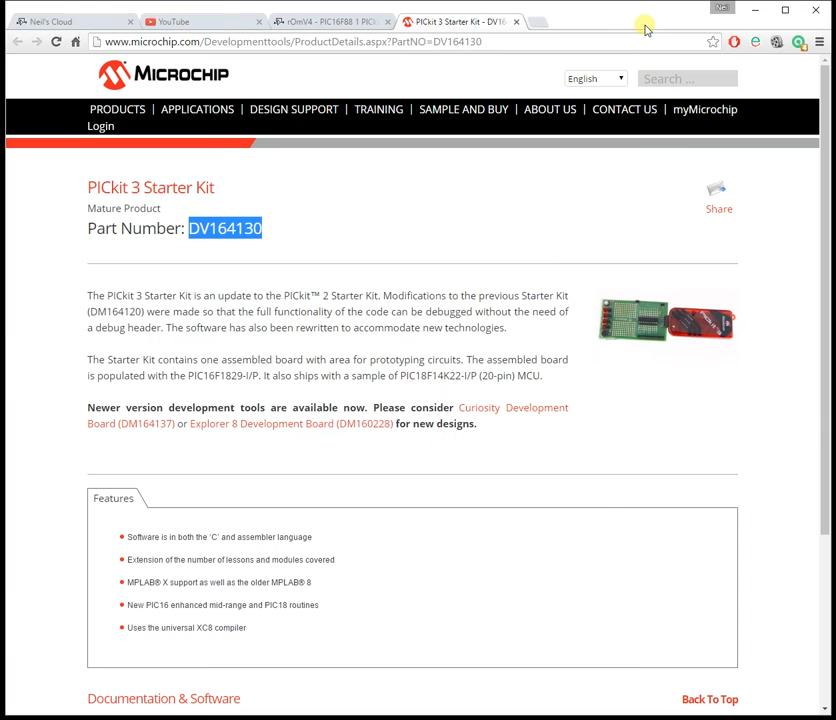 Neil
Neil's Cloud
YouTube
rOmV4 - PIC16F88 1 PICk
PICkit 3 Starter Kit - DV16
www.microchip.com/Developmenttools/ProductDetails.aspx?PartNO=DV164130
MICROCHIP
English
Search ...
PRODUCTS | APPLICATIONS | DESIGN SUPPORT | TRAINING | SAMPLE AND BUY | ABOUT US | CONTACT US | myMicrochip
Login
PICkit 3 Starter Kit
Mature Product
Share
Part Number: DV164130
The PICkit 3 Starter Kit is an update to the PICkit™ 2 Starter Kit. Modifications to the previous Starter Kit
(DM164120) were made so that the full functionality of the code can be debugged without the need of
a debug header. The software has also been rewritten to accommodate new technologies.
The Starter Kit contains one assembled board with area for prototyping circuits. The assembled board
is populated with the PIC16F1829-I/P. It also ships with a sample of PIC18F14K22-I/P (20-pin) MCU.
Newer version development tools are available now. Please consider Curiosity Development
Board (DM164137) or Explorer 8 Development Board (DM160228) for new designs.
Features
Software is in both the 'C' and assembler language
Extension of the number of lessons and modules covered
MPLAB® X support as well as the older MPLAB® 8
New PIC16 enhanced mid-range and PIC18 routines
Uses the universal XC8 compiler
Documentation & Software
Back To Top